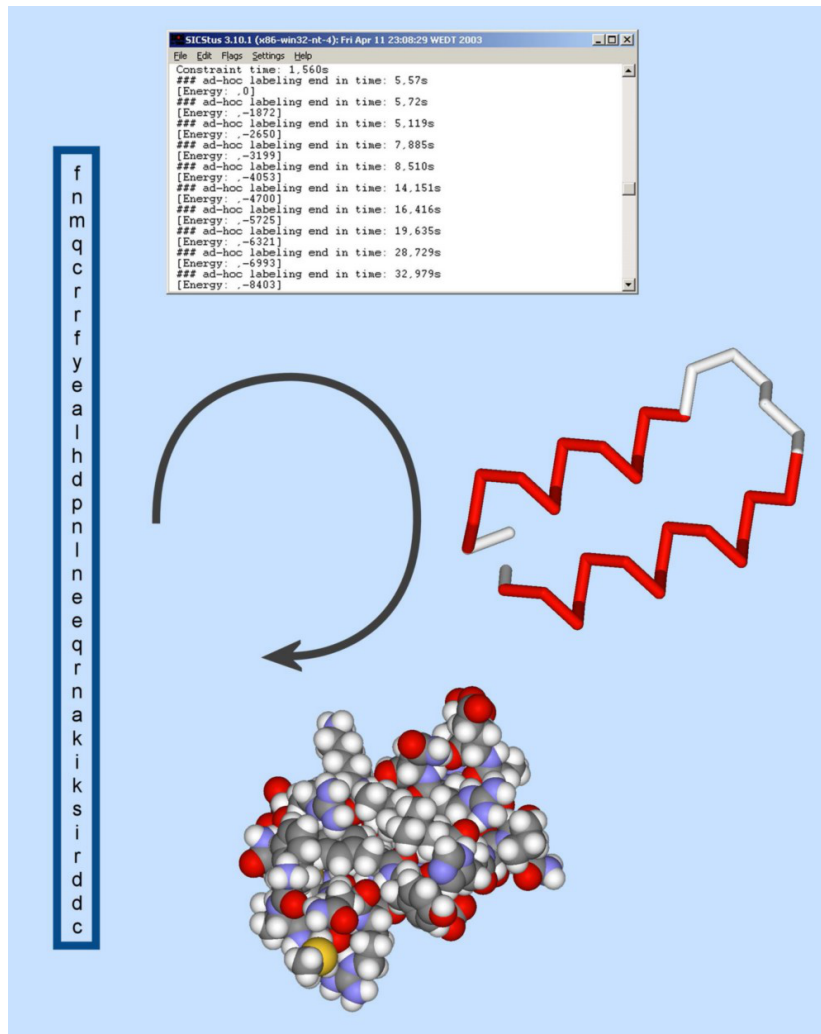 SICStus 3.10.1 (x86-win32-nt-4): Fri Apr 11 23:08:29 WEDT 2003
File Edit Flags Settings Help
Constraint time: 1,560s
### ad-hoc labeling end in time: 5,57s
[Energy: ,0]
### ad-hoc labeling end in time: 5,72s
[Energy: ,-1872]
### ad-hoc labeling end in time: 5,119s
[Energy: ,-2650]
### ad-hoc labeling end in time: 7,885s
[Energy: ,-3199]
### ad-hoc labeling end in time: 8,510s
[Energy: ,-4053]
### ad-hoc labeling end in time: 14,151s
[Energy: ,-4700]
### ad-hoc labeling end in time: 16,416s
[Energy: ,-5725]
### ad-hoc labeling end in time: 19,635s
[Energy: ,-6321]
### ad-hoc labeling end in time: 28,729s
[Energy: ,-6993]
### ad-hoc labeling end in time: 32,979s
[Energy: ,-8403]
f
n
m
q
c
r
r
f
y
e
a
l
h
d
p
n
l
n
e
e
q
r
n
a
k
i
k
s
i
r
d
d
c